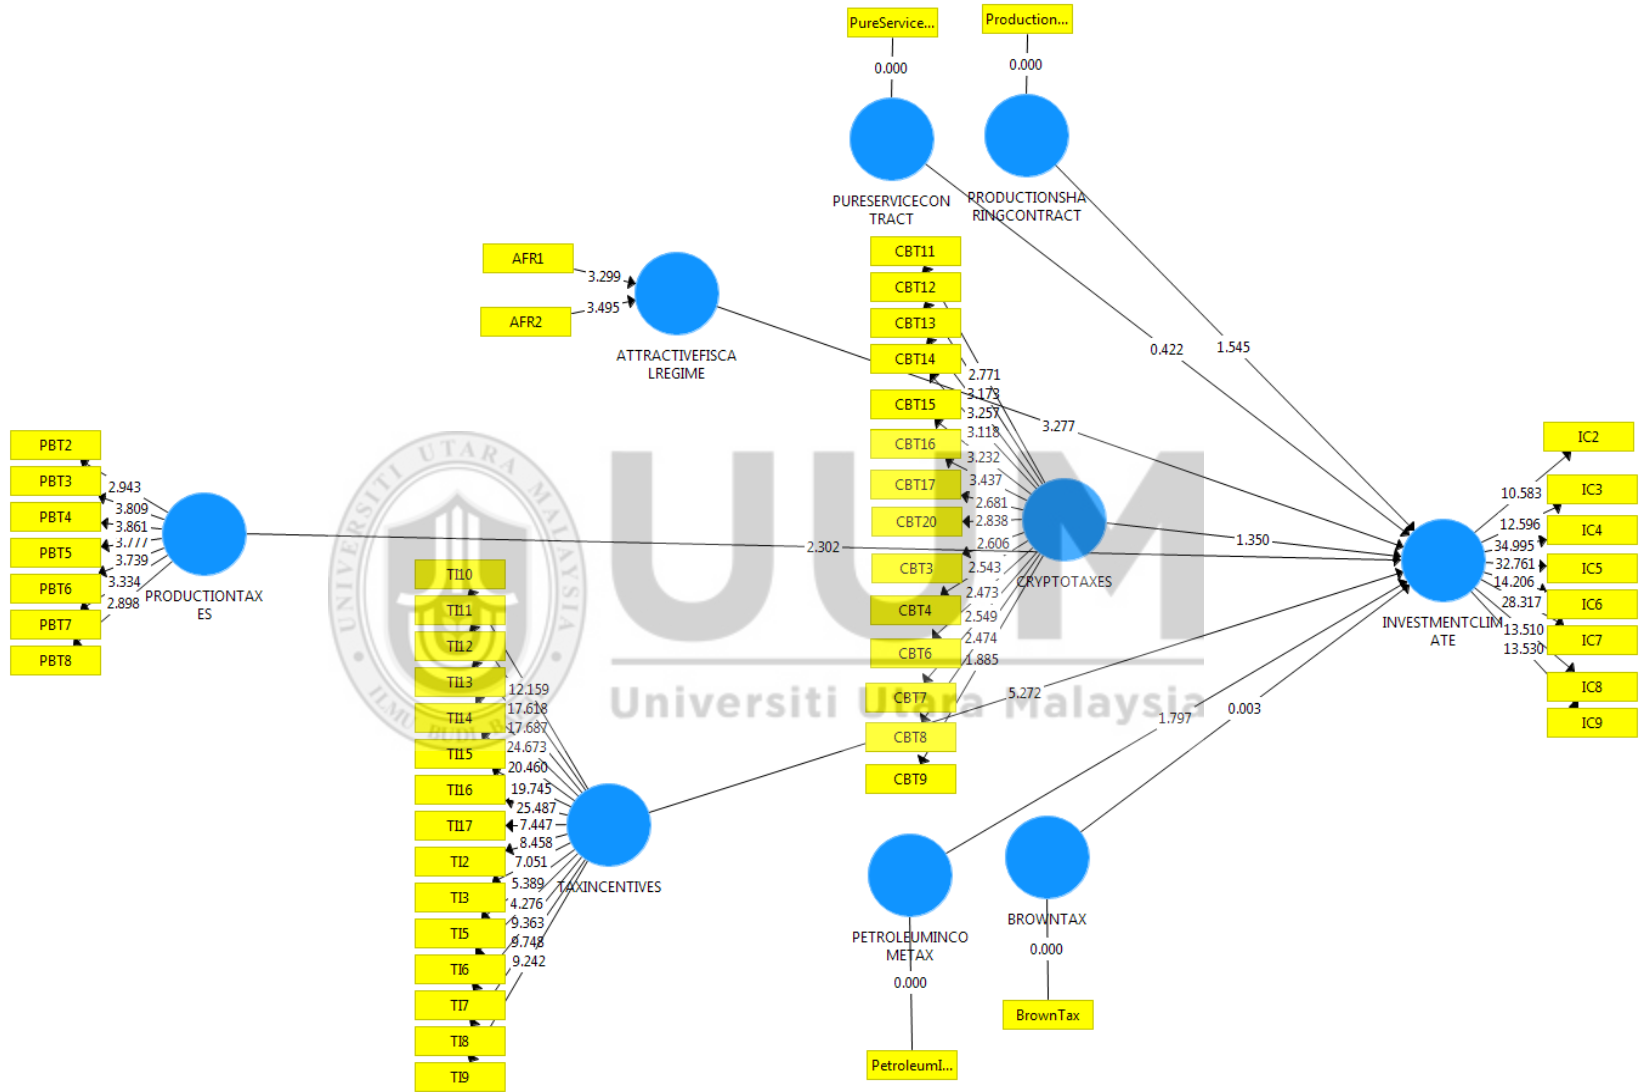 PureService...
Production...
0.000
0.000
PURESERVICECON
TRACT
PRODUCTIONSHA
RINGCONTRACT
AFR1
AFR2
3.299
3.495
ATTRACTIVEFISCA
LREGIME
CBT11
CBT12
CBT13
CBT14
CBT15
CBT16
CBT17
CBT20
CBT3
CBT4
CBT6
CBT7
CBT8
CBT9
2.771
3.173
3.257
3.118
3.232
3.437
2.681
2.838
2.606
2.543
2.473
2.549
2.474
1.885
CRYPTOTAXES
0.422
1.545
3.277
1.350
2.302
5.272
1.797
0.003
PBT2
PBT3
PBT4
PBT5
PBT6
PBT7
PBT8
2.943
3.809
3.861
3.777
3.739
3.334
2.898
PRODUCTIONTAX
ES
TI10
TI11
TI12
TI13
TI14
TI15
TI16
TI17
TI2
TI3
TI5
TI6
TI7
TI8
TI9
12.159
17.618
17.687
24.673
20.460
19.745
25.487
7.447
8.458
7.051
5.389
4.276
9.363
9.748
9.242
TAXINCENTIVES
IC2
IC3
IC4
IC5
IC6
IC7
IC8
IC9
10.583
12.596
34.995
32.761
14.206
28.317
13.510
13.530
INVESTMENTCLIM
ATE
PETROLEUMINCO
METAX
0.000
PetroleumI...
BROWNTAX
0.000
BrownTax
UNIVERSITI UTARA MALAYSIA
ILMU BUDI BAKTI
UUM
Universiti Utara Malaysia